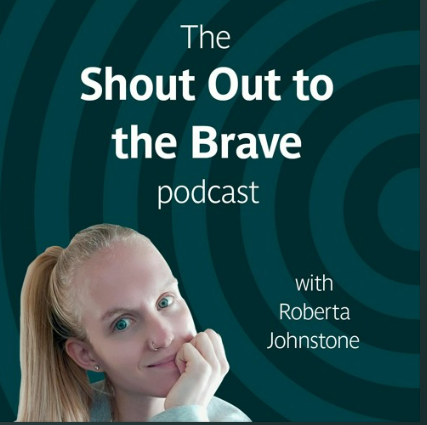 The
Shout Out to
the Brave
podcast
with
Roberta
Johnstone